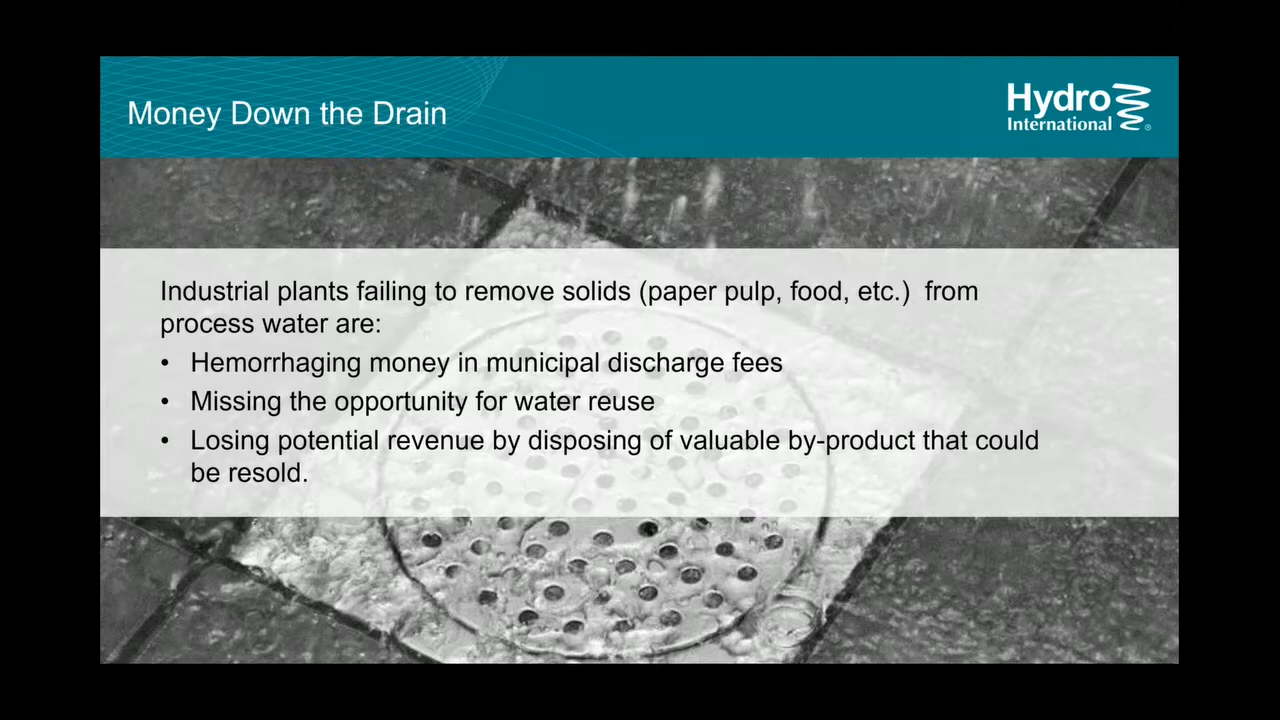 Money Down the Drain
Hydro
International
®
Industrial plants failing to remove solids (paper pulp, food, etc.)  from
process water are:
• Hemorrhaging money in municipal discharge fees
• Missing the opportunity for water reuse
• Losing potential revenue by disposing of valuable by-product that could
be resold.